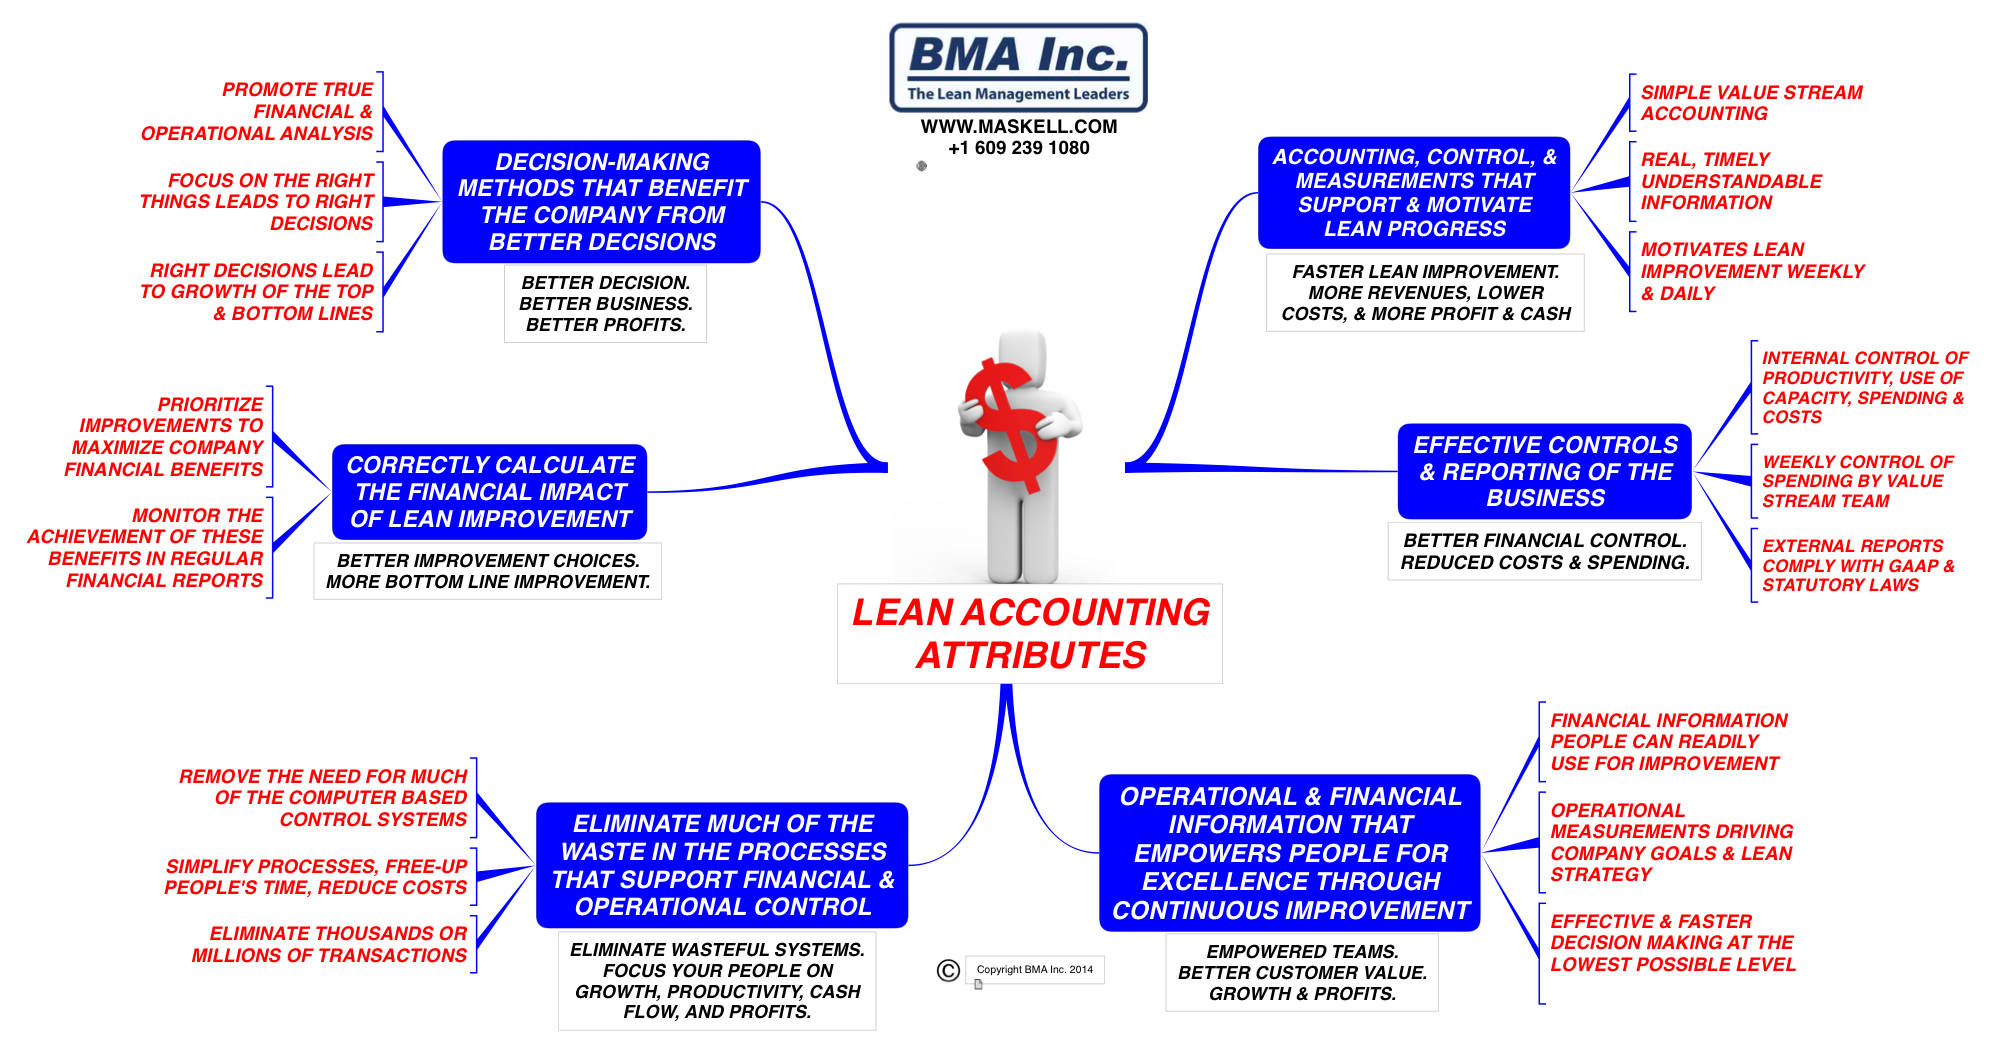 BMA Inc.
The Lean Management Leaders
WWW.MASKELL.COM
+1 609 239 1080
PROMOTE TRUE
FINANCIAL &
OPERATIONAL ANALYSIS
FOCUS ON THE RIGHT
THINGS LEADS TO RIGHT
DECISIONS
RIGHT DECISIONS LEAD
TO GROWTH OF THE TOP
& BOTTOM LINES
DECISION-MAKING
METHODS THAT BENEFIT
THE COMPANY FROM
BETTER DECISIONS
BETTER DECISION.
BETTER BUSINESS.
BETTER PROFITS.
ACCOUNTING, CONTROL, &
MEASUREMENTS THAT
SUPPORT & MOTIVATE
LEAN PROGRESS
FASTER LEAN IMPROVEMENT.
MORE REVENUES, LOWER
COSTS, & MORE PROFIT & CASH
SIMPLE VALUE STREAM
ACCOUNTING
REAL, TIMELY
UNDERSTANDABLE
INFORMATION
MOTIVATES LEAN
IMPROVEMENT WEEKLY
& DAILY
PRIORITIZE
IMPROVEMENTS TO
MAXIMIZE COMPANY
FINANCIAL BENEFITS
MONITOR THE
ACHIEVEMENT OF THESE
BENEFITS IN REGULAR
FINANCIAL REPORTS
CORRECTLY CALCULATE
THE FINANCIAL IMPACT
OF LEAN IMPROVEMENT
BETTER IMPROVEMENT CHOICES.
MORE BOTTOM LINE IMPROVEMENT.
EFFECTIVE CONTROLS
& REPORTING OF THE
BUSINESS
BETTER FINANCIAL CONTROL.
REDUCED COSTS & SPENDING.
INTERNAL CONTROL OF
PRODUCTIVITY, USE OF
CAPACITY, SPENDING &
COSTS
WEEKLY CONTROL OF
SPENDING BY VALUE
STREAM TEAM
EXTERNAL REPORTS
COMPLY WITH GAAP &
STATUTORY LAWS
$
LEAN ACCOUNTING
ATTRIBUTES
REMOVE THE NEED FOR MUCH
OF THE COMPUTER BASED
CONTROL SYSTEMS
SIMPLIFY PROCESSES, FREE-UP
PEOPLE'S TIME, REDUCE COSTS
ELIMINATE THOUSANDS OR
MILLIONS OF TRANSACTIONS
ELIMINATE MUCH OF THE
WASTE IN THE PROCESSES
THAT SUPPORT FINANCIAL &
OPERATIONAL CONTROL
ELIMINATE WASTEFUL SYSTEMS.
FOCUS YOUR PEOPLE ON
GROWTH, PRODUCTIVITY, CASH
FLOW, AND PROFITS.
OPERATIONAL & FINANCIAL
INFORMATION THAT
EMPOWERS PEOPLE FOR
EXCELLENCE THROUGH
CONTINUOUS IMPROVEMENT
EMPOWERED TEAMS.
BETTER CUSTOMER VALUE.
GROWTH & PROFITS.
FINANCIAL INFORMATION
PEOPLE CAN READILY
USE FOR IMPROVEMENT
OPERATIONAL
MEASUREMENTS DRIVING
COMPANY GOALS & LEAN
STRATEGY
EFFECTIVE & FASTER
DECISION MAKING AT THE
LOWEST POSSIBLE LEVEL
© Copyright BMA Inc. 2014